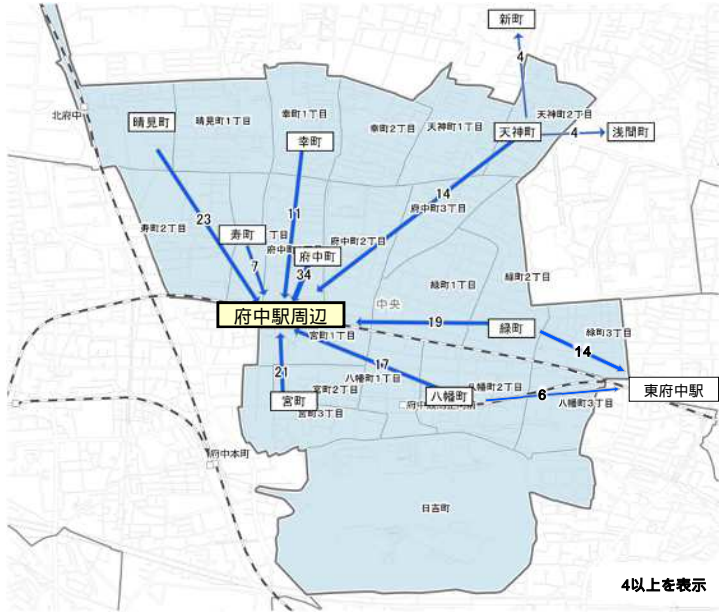 新町
4
北府中
晴見町
晴見町1丁目
幸町1丁目
幸町
幸町2丁目
天神町1丁目
天神町
天神町2丁目
4
浅間町
14
23
11
府中町3丁目
寿町2丁目
寿町
丁目
府中町2丁目
府中町
7
34
緑町1丁目
緑町2丁目
中央
府中駅周辺
宮町1丁目
19
緑町
緑町3丁目
14
21
17
八幡町1丁目
宮町2丁目
八幡町
八幡町2丁目
6
東府中駅
宮町
宮町3丁目
八幡町3丁目
府中本町
日吉町
4以上を表示